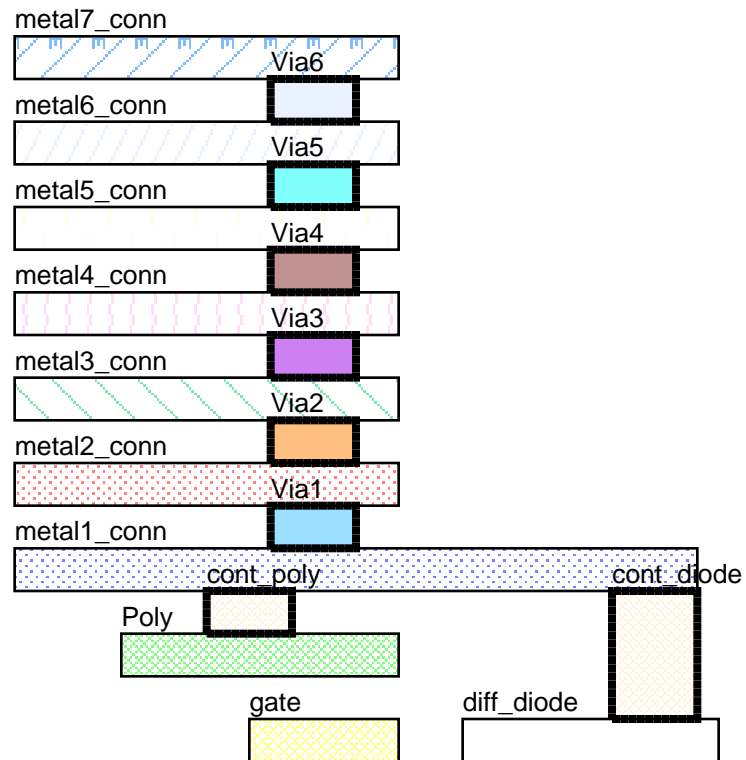 metal7_conn
Via6
metal6_conn
Via5
metal5_conn
Via4
metal4_conn
Via3
metal3_conn
Via2
metal2_conn
Via1
metal1_conn
cont_poly
cont_diode
Poly
gate
diff_diode